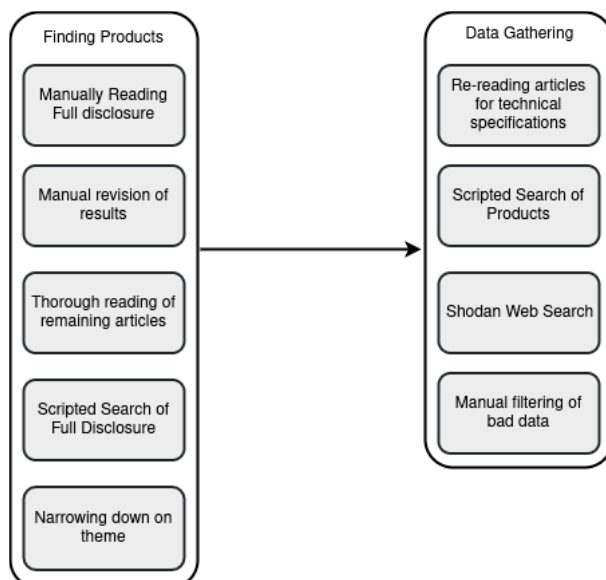 Finding Products
Manually Reading
Full disclosure
Manual revision of
results
Thorough reading of
remaining articles
Scripted Search of
Full Disclosure
Narrowing down on
theme
Data Gathering
Re-reading articles
for technical
specifications
Scripted Search of
Products
Shodan Web Search
Manual filtering of
bad data